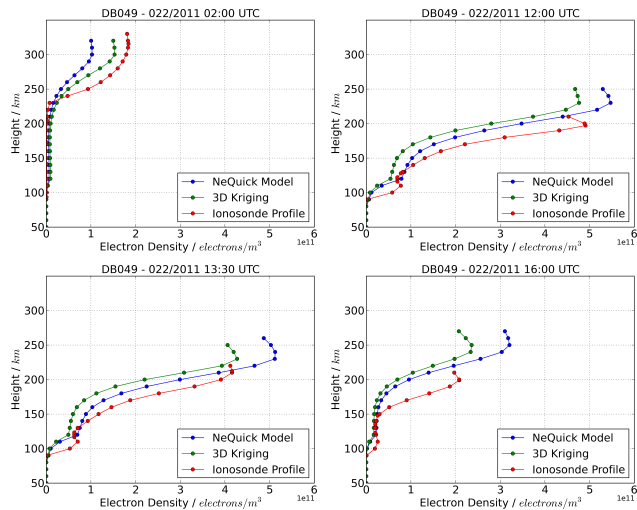 DB049 - 022/2011 02:00 UTC
350
300
250
200
150
100
50
Height / km
0 1 2 3 4 5 6
1e11
Electron Density / electrons/m³
NeQuick Model
3D Kriging
Ionosonde Profile
DB049 - 022/2011 12:00 UTC
350
300
250
200
150
100
50
Height / km
0 1 2 3 4 5 6
1e11
Electron Density / electrons/m³
NeQuick Model
3D Kriging
Ionosonde Profile
DB049 - 022/2011 13:30 UTC
350
300
250
200
150
100
50
Height / km
0 1 2 3 4 5 6
1e11
Electron Density / electrons/m³
NeQuick Model
3D Kriging
Ionosonde Profile
DB049 - 022/2011 16:00 UTC
350
300
250
200
150
100
50
Height / km
0 1 2 3 4 5 6
1e11
Electron Density / electrons/m³
NeQuick Model
3D Kriging
Ionosonde Profile